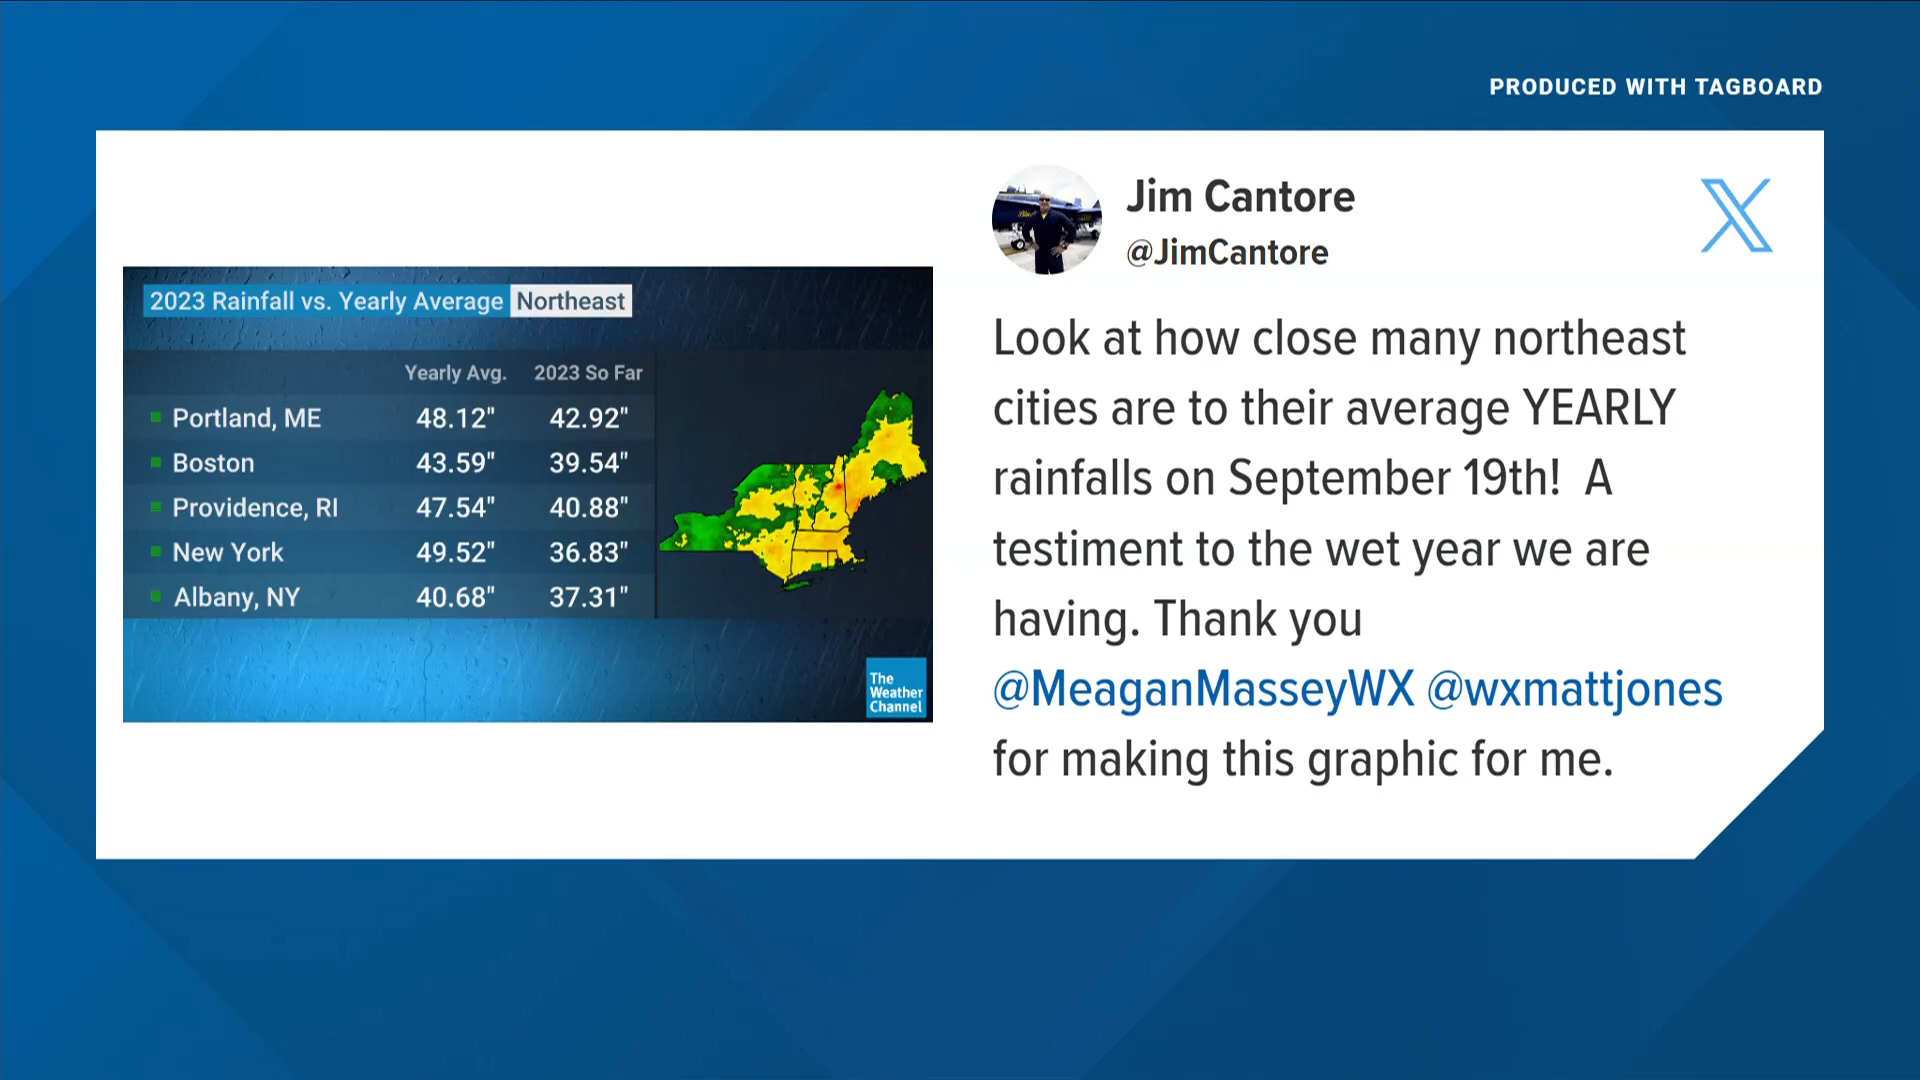 PRODUCED WITH TAGBOARD
2023 Rainfall vs. Yearly Average Northeast
Yearly Avg. 2023 So Far
Portland, ME 48.12" 42.92"
Boston 43.59" 39.54"
Providence, RI 47.54" 40.88"
New York 49.52" 36.83"
Albany, NY 40.68" 37.31"
The
Weather
Channel
Jim Cantore
@JimCantore
Look at how close many northeast
cities are to their average YEARLY
rainfalls on September 19th!  A
testiment to the wet year we are
having. Thank you
@MeaganMasseyWX @wxmattjones
for making this graphic for me.